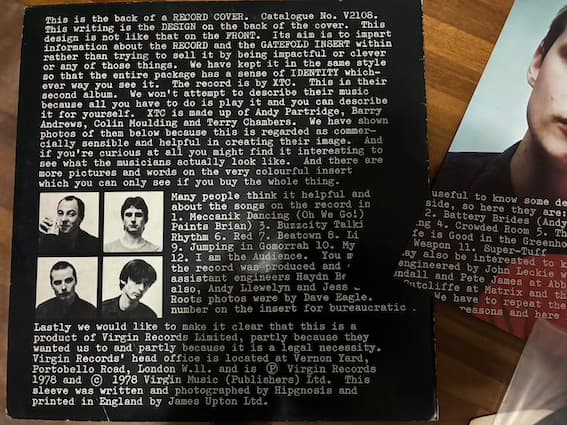 This is the back of a RECORD COVER. Catalogue No. V2108.
This writing is the DESIGN on the back of the cover. This
design is not like that on the FRONT. Its aim is to impart
information about the RECORD and the GATEFOLD INSERT within
rather than trying to sell it by being impactful or clever
or any of those things. We have kept it in the same style
so that the entire package has a sense of IDENTITY which-
ever way you see it. The record is by XTC. This is their
second album. We won't attempt to describe their music
because all you have to do is play it and you can describe
it for yourself. XTC is made up of Andy Partridge, Barry
Andrews, Colin Moulding and Terry Chambers. We have shown
photos of them below because this is regarded as commer-
cially sensible and helpful in creating their image. And
if you're curious at all you might find it interesting to
see what the musicians actually look like. And there are
more pictures and words on the very colourful insert
which you can only see if you buy the whole thing.
Many people think it helpful and
about the songs on the record in
1. Meccanik Dancing (Oh We Go!)
Paints Brian) 3. Buzzcity Talki
Rhythm 6. Red 7. Beatown 8. Li
9. Jumping in Gomorrah 10. My
12. I am the Audience. You m
the record was produced and
assistant engineers Haydn Be
also, Andy Llewelyn and Jess
Roots photos were by Dave Eagle.
number on the insert for bureaucratic
Lastly we would like to make it clear that this is a
product of Virgin Records Limited, partly because they
wanted us to and partly because it is a legal necessity.
Virgin Records' head office is located at Vernon Yard,
Portobello Road, London W.11. and is Ⓟ Virgin Records
1978 and © 1978 Virgin Music (Publishers) Ltd. This
sleeve was written and photographed by Hipgnosis and
printed in England by James Upton Ltd.
useful to know some de
side, so here they are:
2. Battery Brides (Andy
ng 4. Crowded Room 5. Th
fe is Good in the Greenho
Weapon 11. Super-Tuff
ay also be interested to k
engineered by John Leckie w
ndall and Pete James at Abb
utcliffe at Matrix and th
We have to repeat the
reasons and here